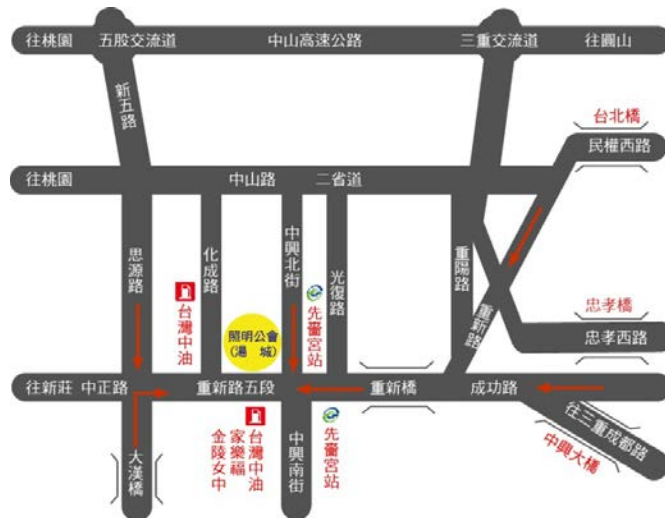 往桃園 五股交流道 中山高速公路 三重交流道 往圓山
新五路
台北橋
民權西路
往桃園 中山路 二省道
思源路
化成路
中興北街
光復路
重陽路
重新路
台灣中油
照明公會
(湯 城)
先嗇宮站
忠孝橋
忠孝西路
往新莊 中正路 重新路五段 重新橋 成功路
往三重成都路
中興大橋
大漢橋
台灣中油
家樂福
金陵女中
中興南街
先嗇宮站